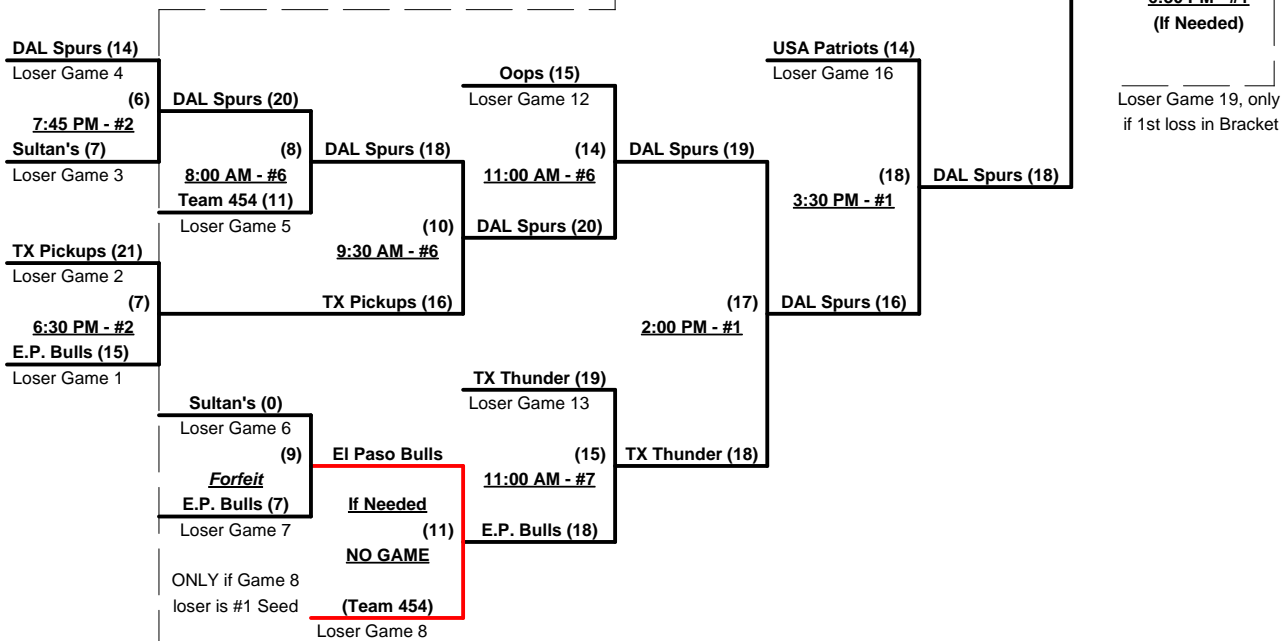 6:30 PM - #1
(If Needed)
Loser Game 19, only
if 1st loss in Bracket
DAL Spurs (14)
Loser Game 4
(6)
7:45 PM - #2
Sultan's (7)
Loser Game 3
DAL Spurs (20)
(8)
8:00 AM - #6
Team 454 (11)
Loser Game 5
TX Pickups (21)
Loser Game 2
(7)
6:30 PM - #2
E.P. Bulls (15)
Loser Game 1
DAL Spurs (18)
(10)
9:30 AM - #6
TX Pickups (16)
Oops (15)
Loser Game 12
(14)
11:00 AM - #6
DAL Spurs (20)
DAL Spurs (19)
(17)
2:00 PM - #1
USA Patriots (14)
Loser Game 16
(18)
3:30 PM - #1
DAL Spurs (16)
DAL Spurs (18)
Sultan's (0)
Loser Game 6
(9)
Forfeit
E.P. Bulls (7)
Loser Game 7
El Paso Bulls
If Needed
(11)
NO GAME
ONLY if Game 8
loser is #1 Seed
(Team 454)
Loser Game 8
TX Thunder (19)
Loser Game 13
(15)
11:00 AM - #7
E.P. Bulls (18)
TX Thunder (18)